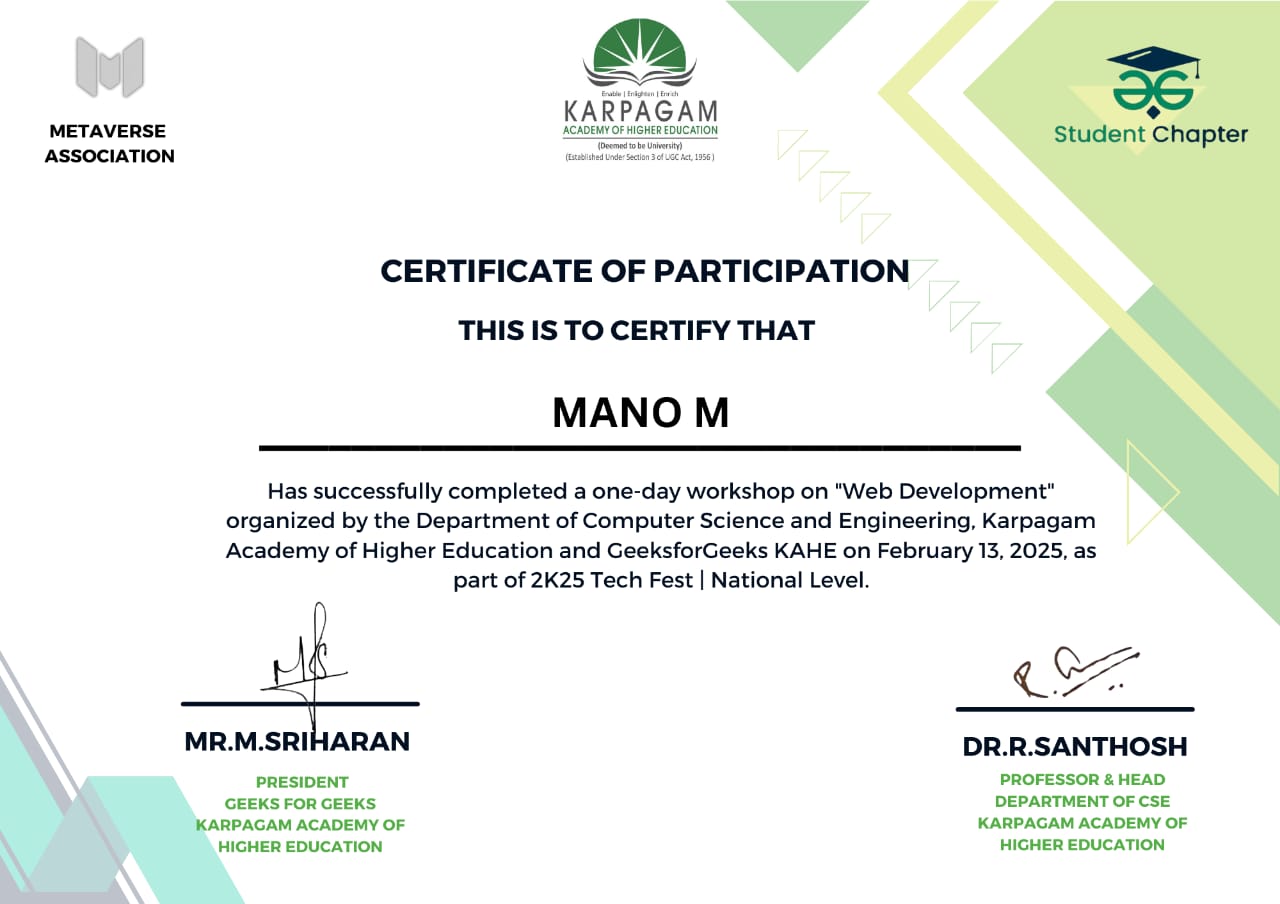 METAVERSE
ASSOCIATION
Enable | Enlighten | Enrich
KARPAGAM
ACADEMY OF HIGHER EDUCATION
(Deemed to be University)
(Established Under Section 3 of UGC Act, 1956 )
Student Chapter
CERTIFICATE OF PARTICIPATION
THIS IS TO CERTIFY THAT
MANO M
Has successfully completed a one-day workshop on "Web Development"
organized by the Department of Computer Science and Engineering, Karpagam
Academy of Higher Education and GeeksforGeeks KAHE on February 13, 2025, as
part of 2K25 Tech Fest | National Level.
MR.M.SRIHARAN
PRESIDENT
GEEKS FOR GEEKS
KARPAGAM ACADEMY OF
HIGHER EDUCATION
DR.R.SANTHOSH
PROFESSOR & HEAD
DEPARTMENT OF CSE
KARPAGAM ACADEMY OF
HIGHER EDUCATION